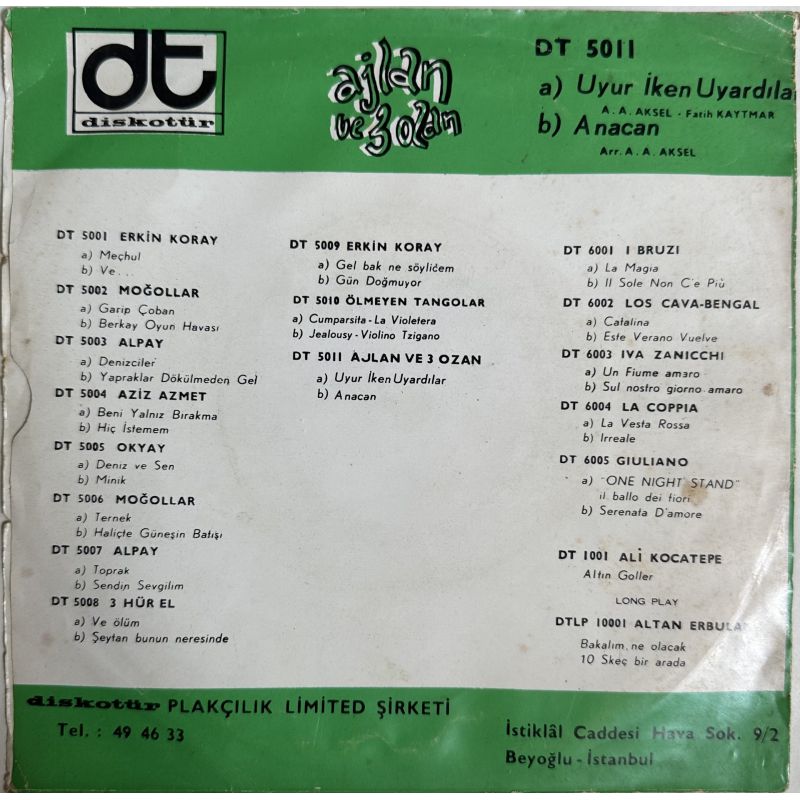 dt
diskotür
ajlan
ve 3 ozan
DT 5011
a) Uyur İken Uyardıla
A. A. AKSEL - Fatih KAYTMAR
b) Anacan
Arr. A. A. AKSEL
DT 5001 ERKİN KORAY
a) Meçhul
b) Ve...
DT 5002 MOĞOLLAR
a) Garip Çoban
b) Berkay Oyun Havası
DT 5003 ALPAY
a) Denizciler
b) Yapraklar Dökülmeden Gel
DT 5004 AZİZ AZMET
a) Beni Yalnız Bırakma
b) Hiç İstemem
DT 5005 OKYAY
a) Deniz ve Sen
b) Minik
DT 5006 MOĞOLLAR
a) Ternek
b) Haliçte Güneşin Batışı
DT 5007 ALPAY
a) Toprak
b) Sendin Sevgilim
DT 5008 3 HÜR EL
a) Ve ölüm
b) Şeytan bunun neresinde
DT 5009 ERKİN KORAY
a) Gel bak ne söylicem
b) Gün Doğmuyor
DT 5010 ÖLMEYEN TANGOLAR
a) Cumparsita - La Violetera
b) Jealousy - Violino Tzigano
DT 5011 AJLAN VE 3 OZAN
a) Uyur İken Uyardılar
b) Anacan
DT 6001 I BRUZI
a) La Magia
b) Il Sole Non C'e Più
DT 6002 LOS CAVA-BENGAL
a) Catalina
b) Este Verano Vuelve
DT 6003 IVA ZANICCHI
a) Un Fiume amaro
b) Sul nostro giorno amaro
DT 6004 LA COPPIA
a) La Vesta Rossa
b) Irreale
DT 6005 GIULIANO
a) "ONE NIGHT STAND"
il ballo dei fiori
b) Serenata D'amore
DT 1001 ALİ KOCATEPE
Altın Goller
LONG PLAY
DTLP 10001 ALTAN ERBULA
Bakalım, ne olacak
10 Skeç bir arada
diskotür PLAKÇILIK LİMİTED ŞİRKETİ
Tel. : 49 46 33
İstiklâl Caddesi Hava Sok. 9/2
Beyoğlu - İstanbul